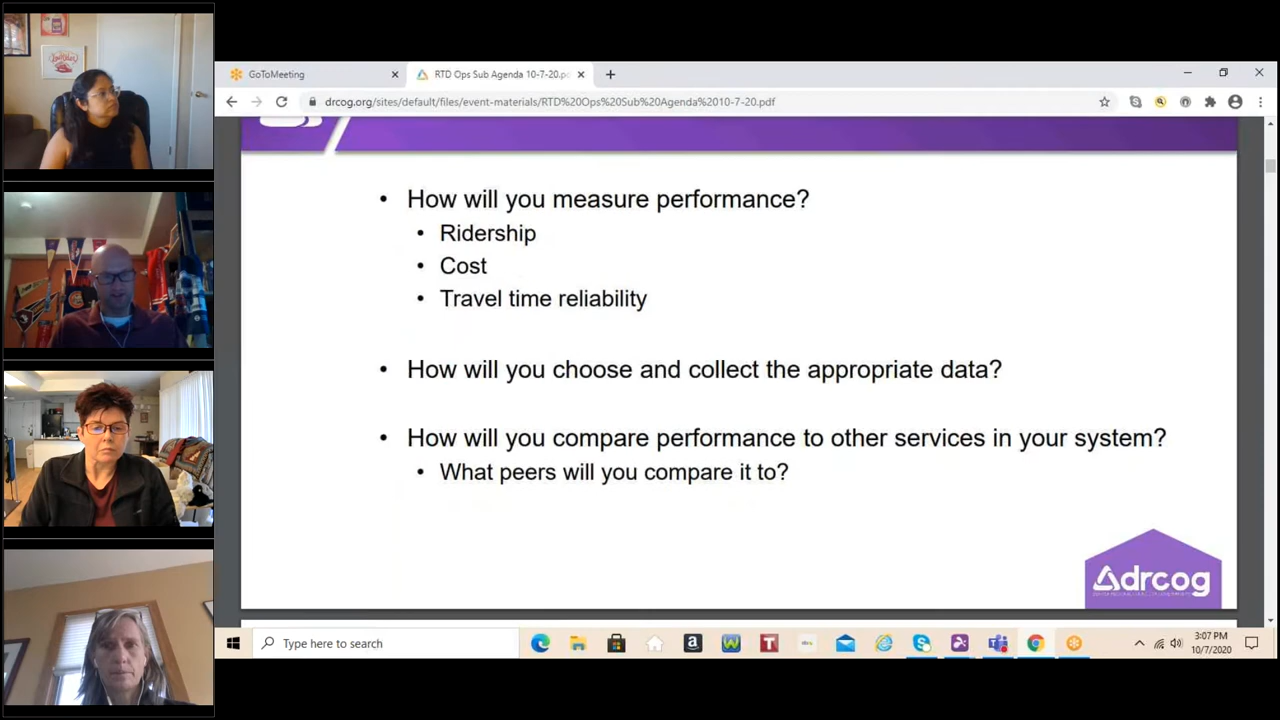 GoToMeeting
RTD Ops Sub Agenda 10-7-20.pd
drcog.org/sites/default/files/event-materials/RTD%20Ops%20Sub%20Agenda%2010-7-20.pdf
• How will you measure performance?
• Ridership
• Cost
• Travel time reliability
• How will you choose and collect the appropriate data?
• How will you compare performance to other services in your system?
• What peers will you compare it to?
drcog
Type here to search
3:07 PM
10/7/2020